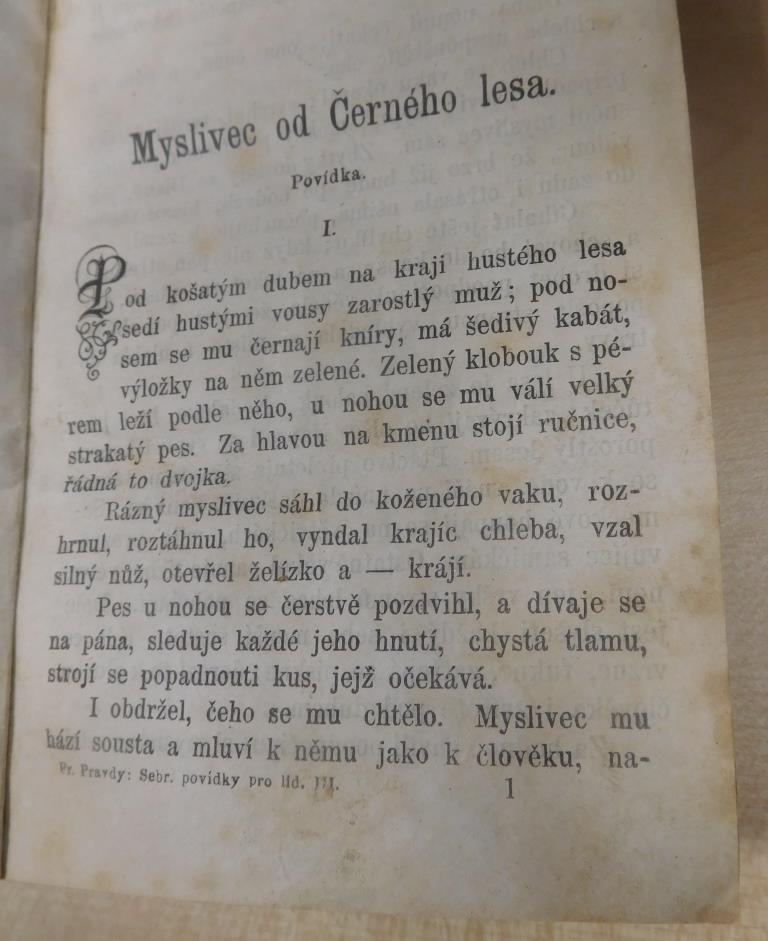 Myslivec od Černého lesa.
Povídka.
I.
Pod košatým dubem na kraji hustého lesa
sedí hustými vousy zarostlý muž; pod no-
sem se mu černají kníry, má šedivý kabát,
výložky na něm zelené. Zelený klobouk s pé-
rem leží podle něho, u nohou se mu válí velký
strakatý pes. Za hlavou na kmenu stojí ručnice,
řádná to dvojka.
Rázný myslivec sáhl do koženého vaku, roz-
hrnul, roztáhnul ho, vyndal krajíc chleba, vzal
silný nůž, otevřel želízko a — krájí.
Pes u nohou se čerstvě pozdvihl, a dívaje se
na pána, sleduje každé jeho hnutí, chystá tlamu,
strojí se popadnouti kus, jejž očekává.
I obdržel, čeho se mu chtělo. Myslivec mu
hází sousta a mluví k němu jako k člověku, na-
Fr. Pravdy: Sebr. povídky pro lid. III.
1